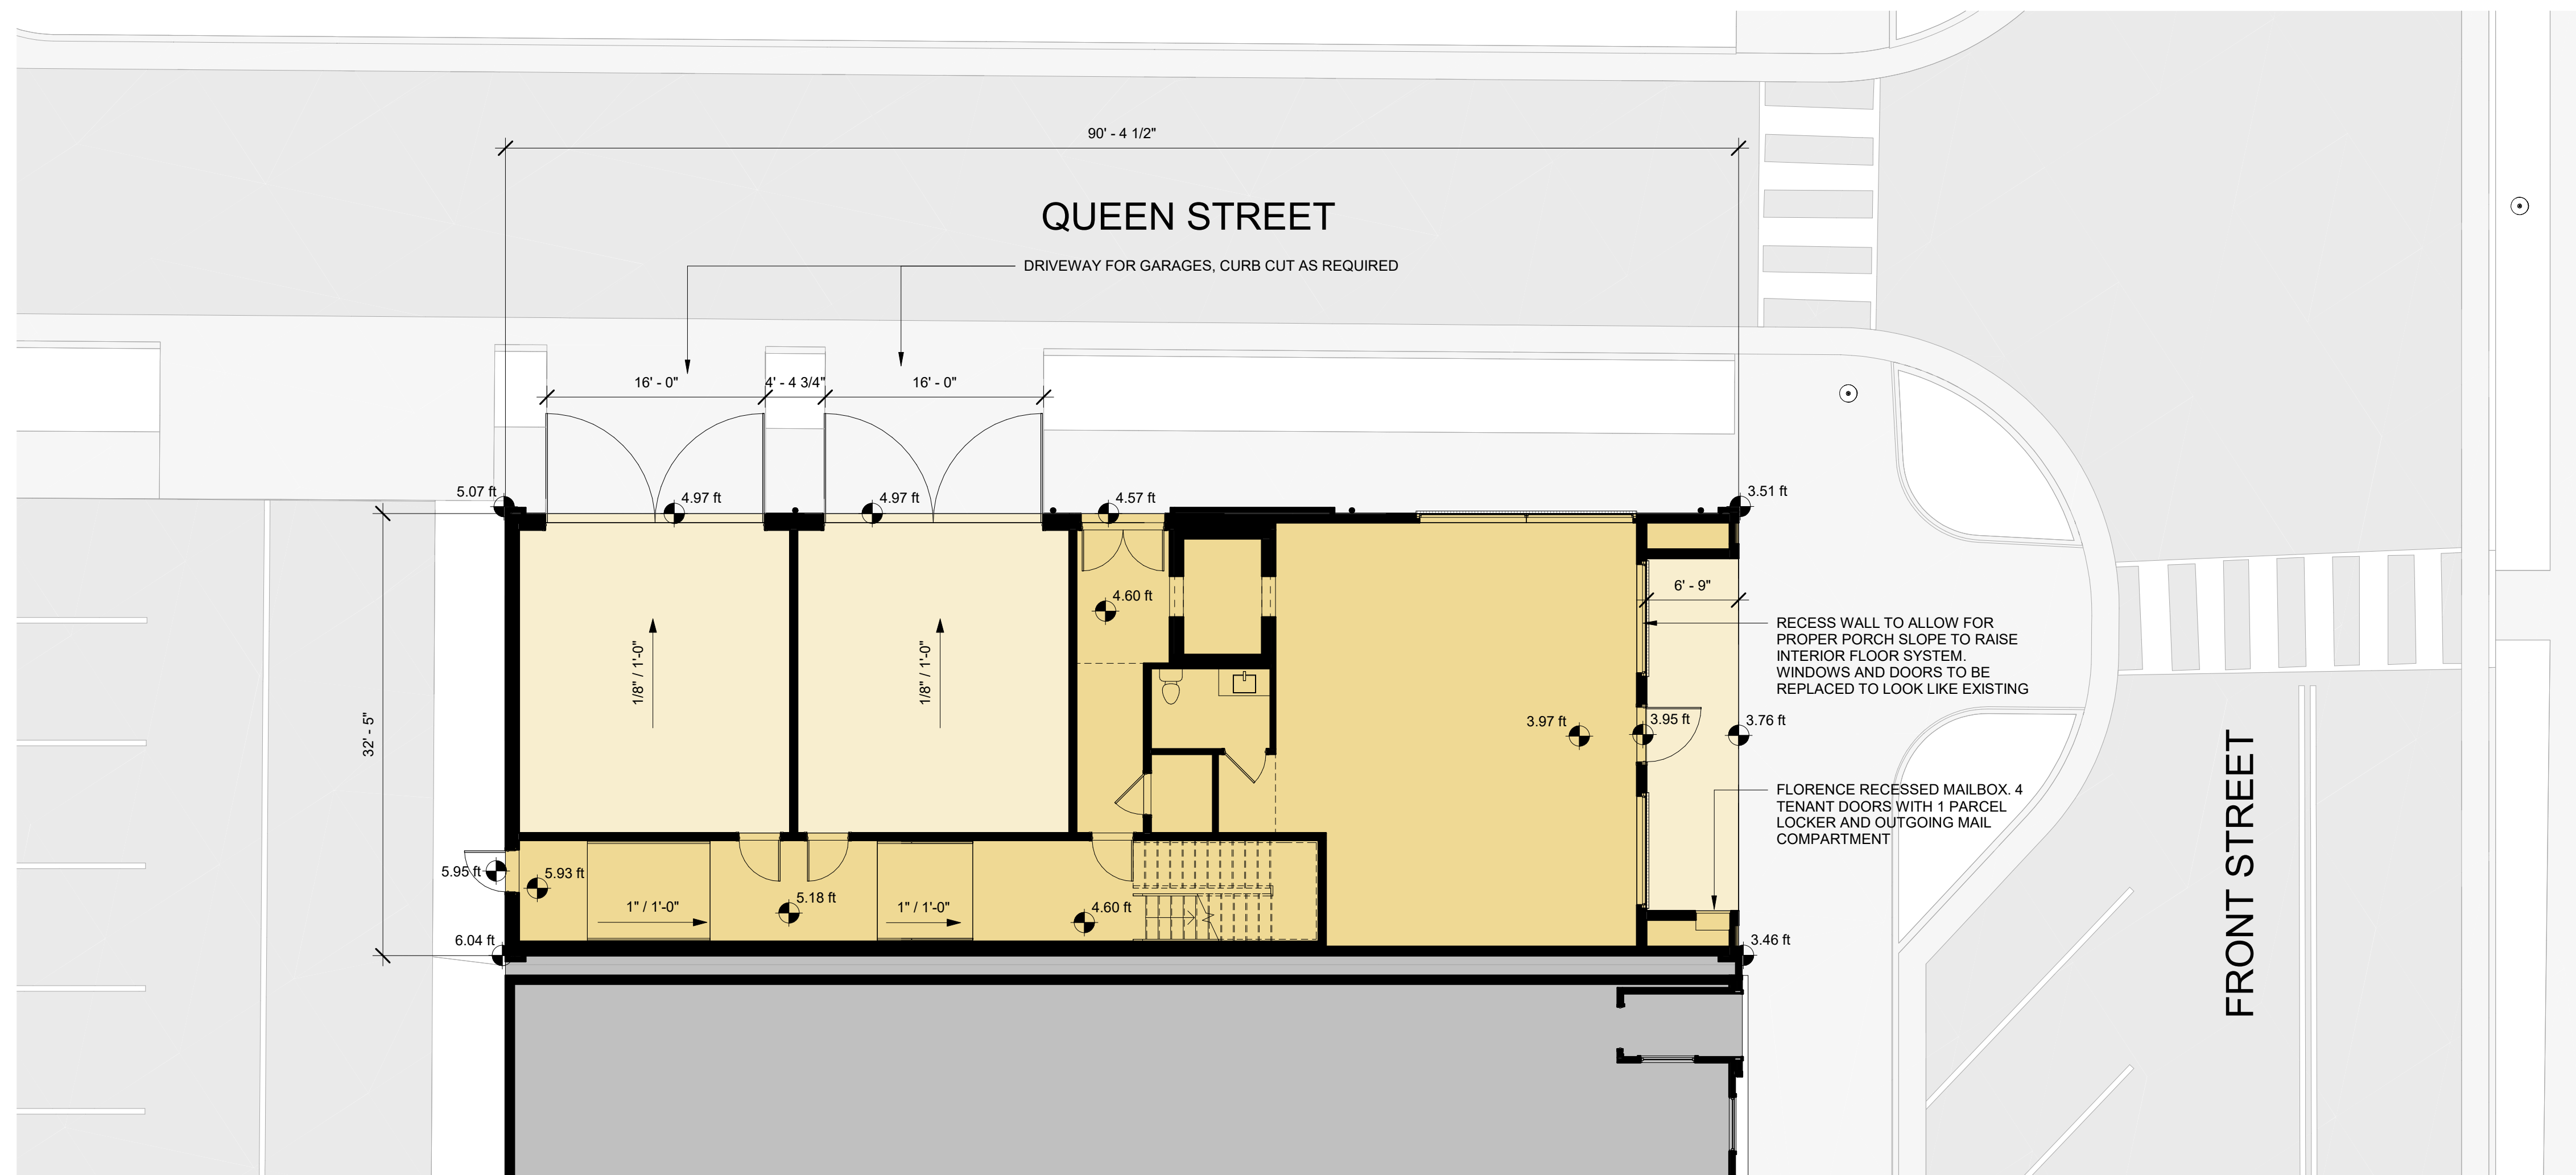 90' - 4 1/2"
QUEEN STREET
DRIVEWAY FOR GARAGES, CURB CUT AS REQUIRED
16' - 0"
4' - 4 3/4"
16' - 0"
5.07 ft
4.97 ft
4.97 ft
4.57 ft
3.51 ft
32' - 5"
1/8" / 1'-0"
1/8" / 1'-0"
4.60 ft
6' - 9"
RECESS WALL TO ALLOW FOR
PROPER PORCH SLOPE TO RAISE
INTERIOR FLOOR SYSTEM.
WINDOWS AND DOORS TO BE
REPLACED TO LOOK LIKE EXISTING
3.97 ft
3.95 ft
3.76 ft
FLORENCE RECESSED MAILBOX. 4
TENANT DOORS WITH 1 PARCEL
LOCKER AND OUTGOING MAIL
COMPARTMENT
FRONT STREET
5.95 ft
5.93 ft
1" / 1'-0"
5.18 ft
1" / 1'-0"
4.60 ft
6.04 ft
3.46 ft